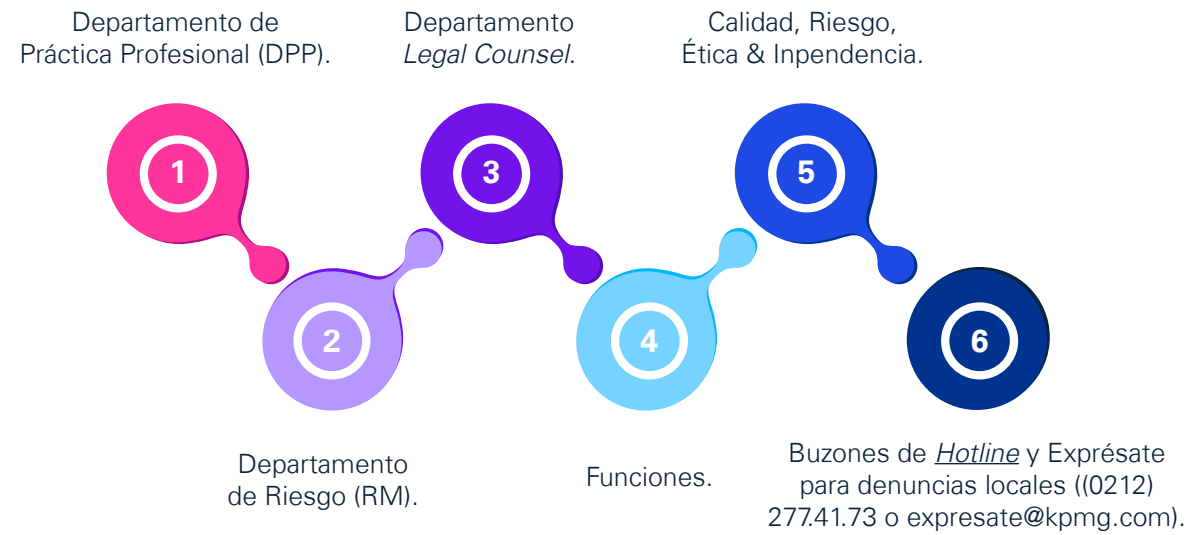 Departamento de
Práctica Profesional (DPP).
Departamento
Legal Counsel.
Calidad, Riesgo,
Ética & Inpendencia.
1
3
5
2
4
6
Departamento
de Riesgo (RM).
Funciones.
Buzones de Hotline y Exprésate
para denuncias locales ((0212)
277.41.73 o expresate@kpmg.com).